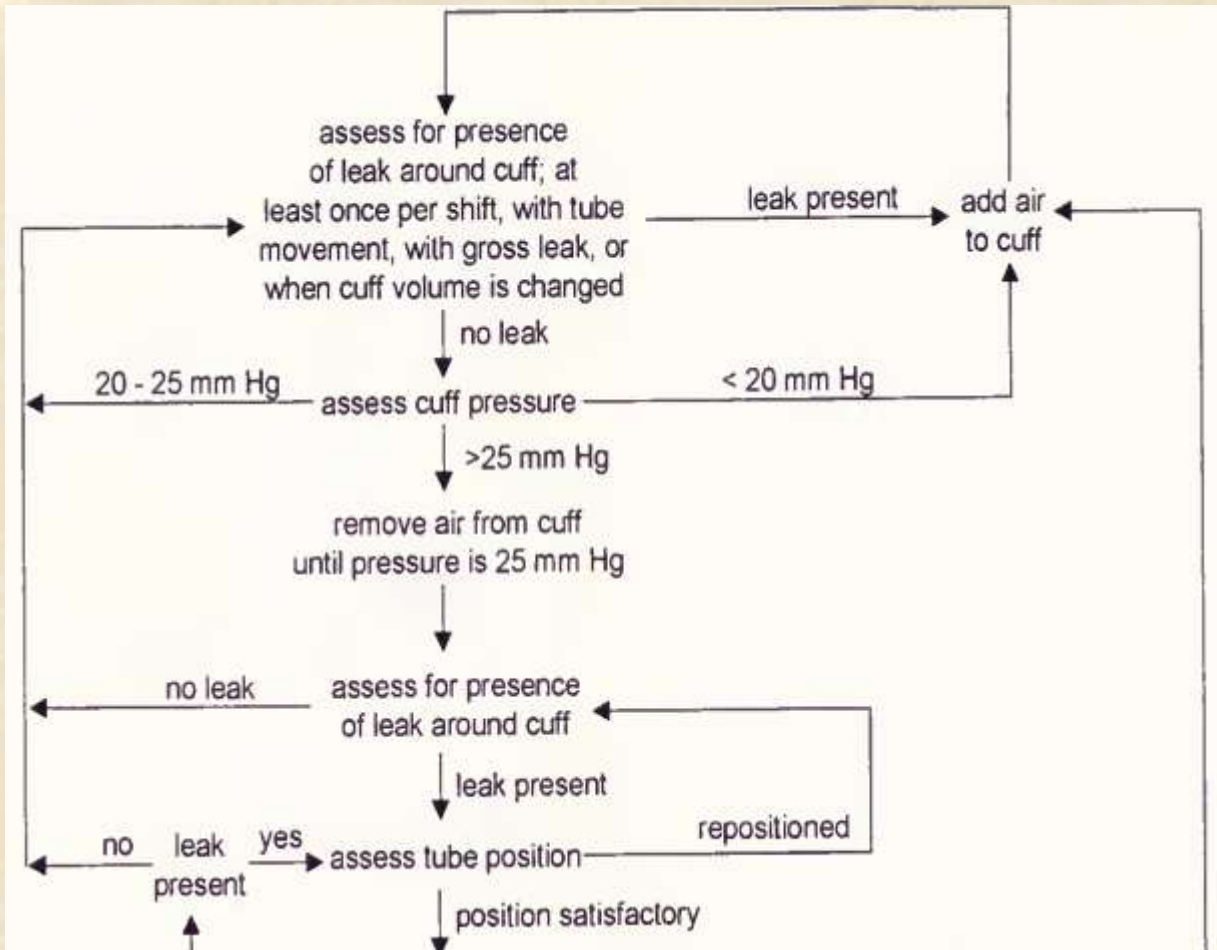 assess for presence
of leak around cuff; at
least once per shift, with tube
movement, with gross leak, or
when cuff volume is changed
leak present
add air
to cuff
no leak
20 - 25 mm Hg
assess cuff pressure
< 20 mm Hg
>25 mm Hg
remove air from cuff
until pressure is 25 mm Hg
no leak
assess for presence
of leak around cuff
leak present
no
leak
present
yes
assess tube position
repositioned
position satisfactory